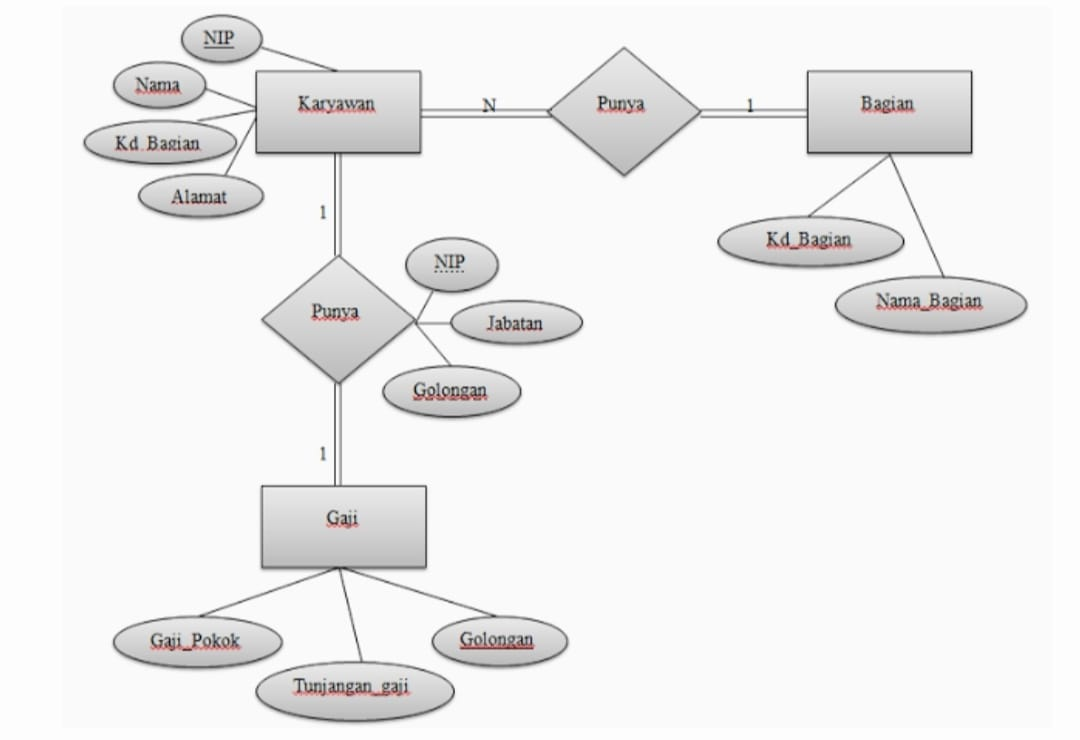 NIP
Nama
Kd_Bagian
Alamat
Karyawan
N
Punya
1
Bagian
Kd_Bagian
Nama_Bagian
1
Punya
NIP
Jabatan
Golongan
1
Gaji
Gaji_Pokok
Tunjangan_gaji
Golongan